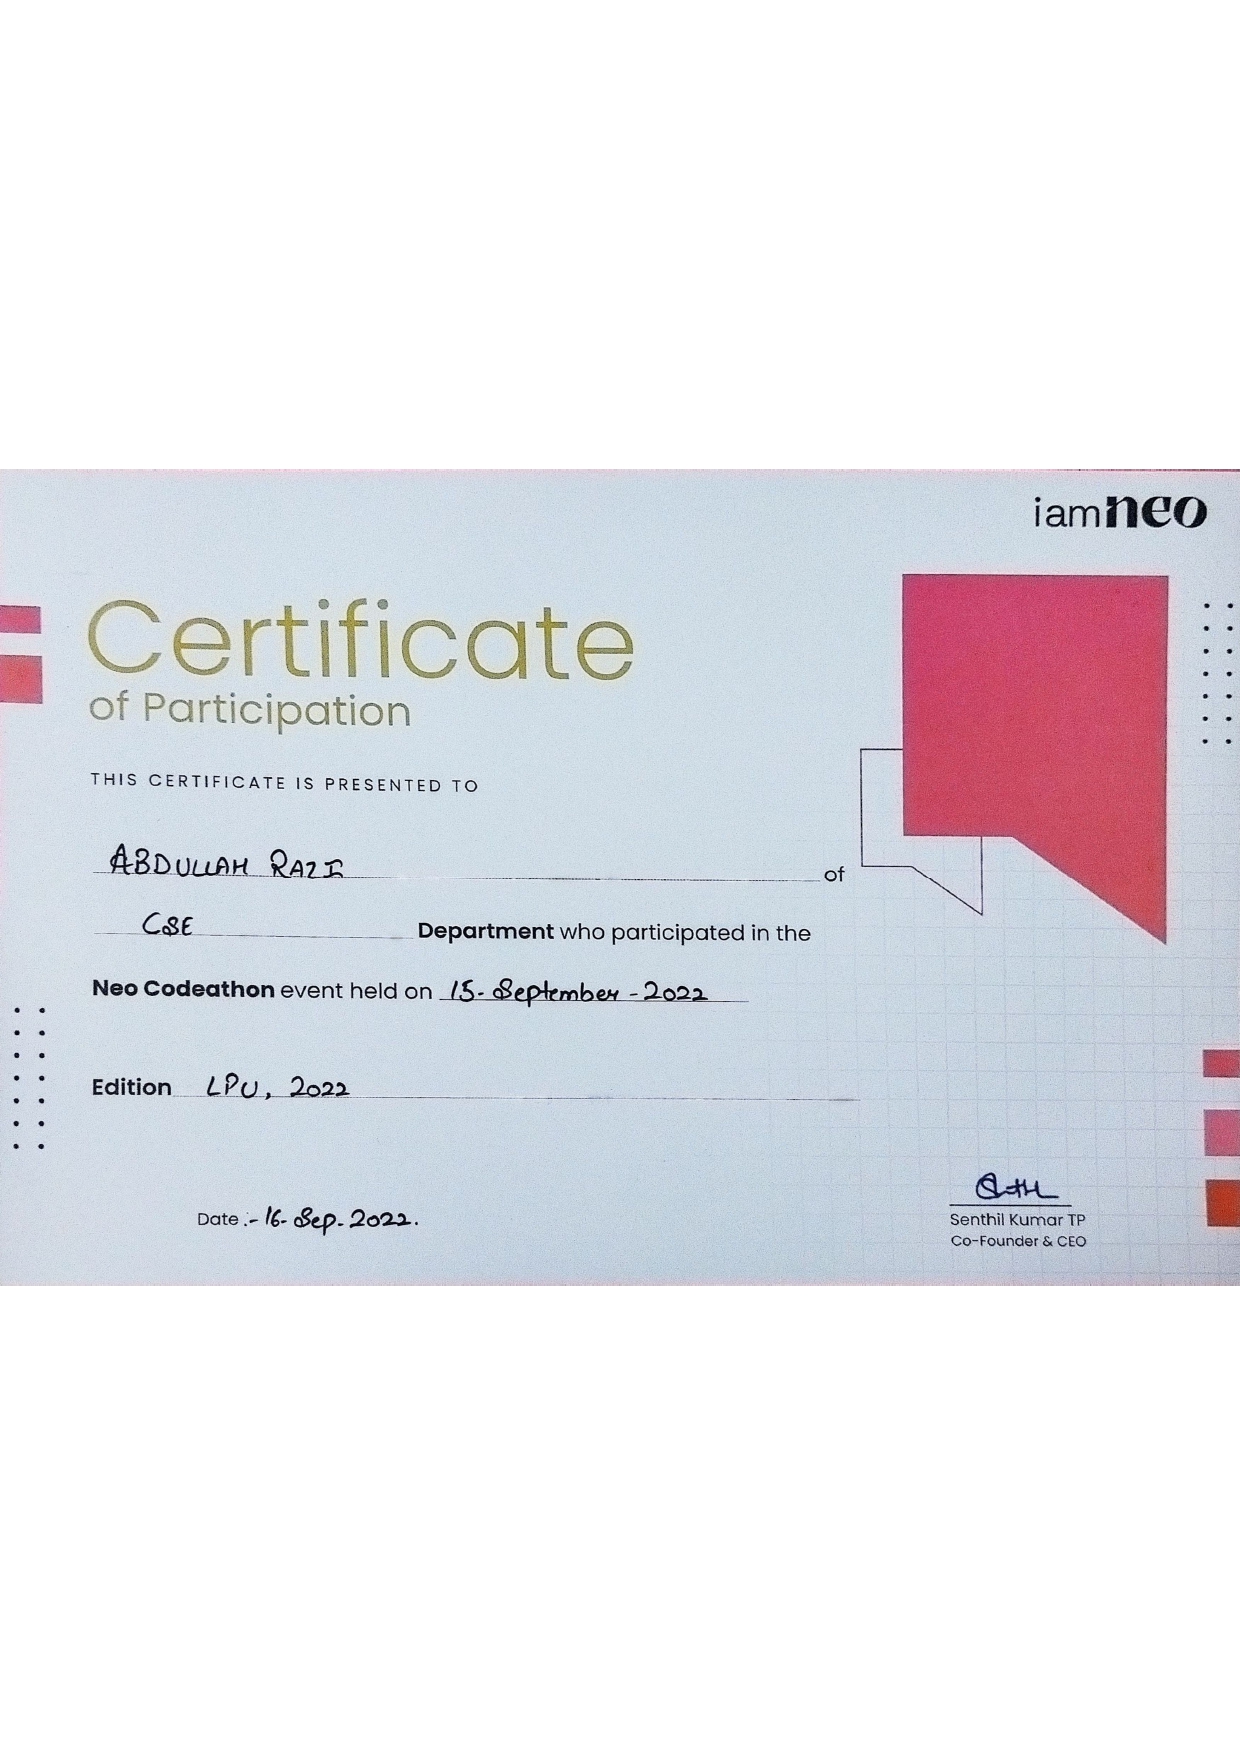 iamneo
Certificate
of Participation
THIS CERTIFICATE IS PRESENTED TO
ABDULLAH RAZI of
CSE Department who participated in the
Neo Codeathon event held on 15-September-2022
Edition LPU, 2022
Date :- 16-Sep-2022.
Senthil Kumar TP
Co-Founder & CEO